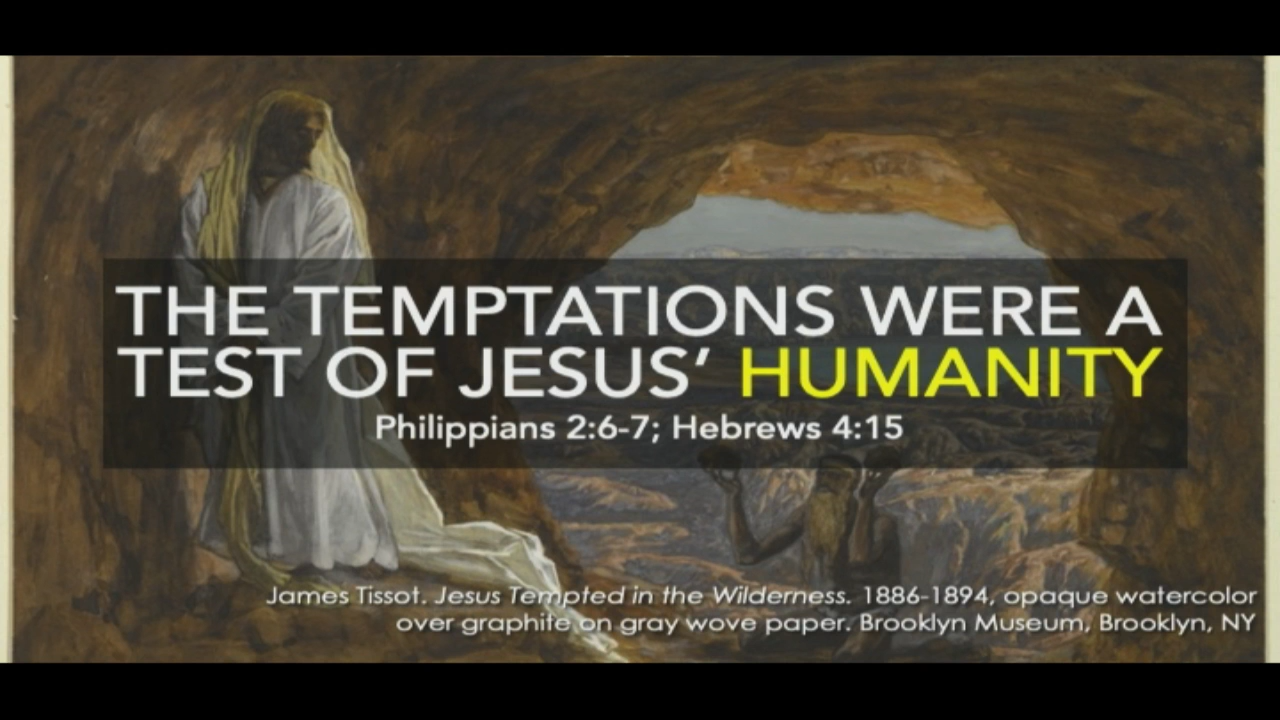 THE TEMPTATIONS WERE A
TEST OF JESUS’ HUMANITY
Philippians 2:6-7; Hebrews 4:15
James Tissot. Jesus Tempted in the Wilderness. 1886-1894, opaque watercolor
over graphite on gray wove paper. Brooklyn Museum, Brooklyn, NY